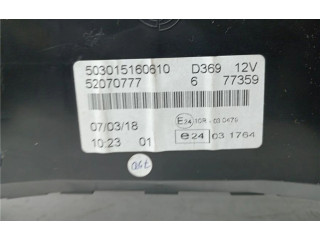 503015160610 D369 12V
52070777 6 77359
07/03/18 E24 10R - 03 0479
10:23 01 e24 03 1764